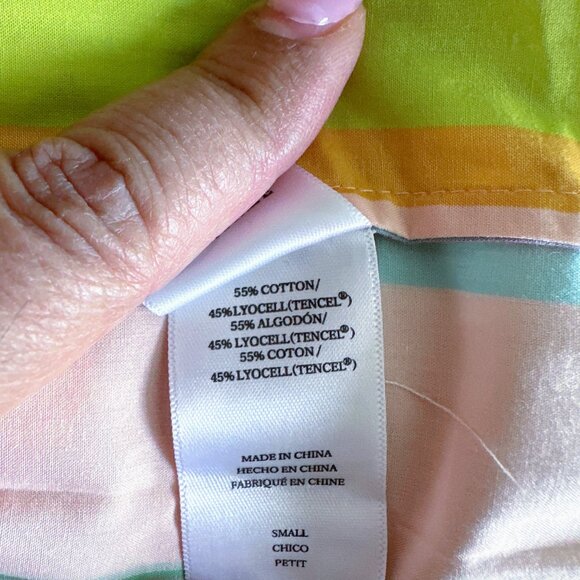 55% COTTON/
45% LYOCELL(TENCEL®)
55% ALGODÓN/
45% LYOCELL(TENCEL®)
55% COTON/
45% LYOCELL(TENCEL®)
MADE IN CHINA
HECHO EN CHINA
FABRIQUÉ EN CHINE
SMALL
CHICO
PETIT